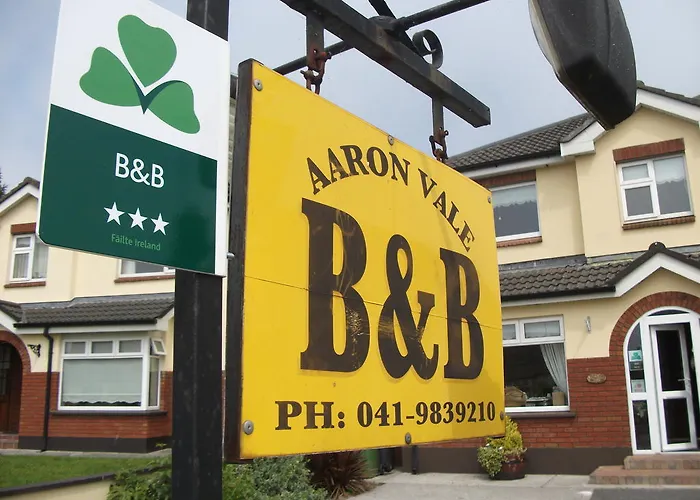 B&B
Fáilte Ireland
AARON VALE
B&B
PH: 041-9839210